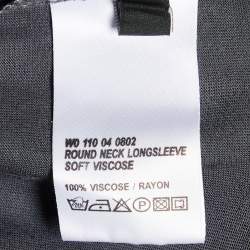 WO 110 04 0802
ROUND NECK LONGSLEEVE
SOFT VISCOSE
100% VISCOSE / RAYON